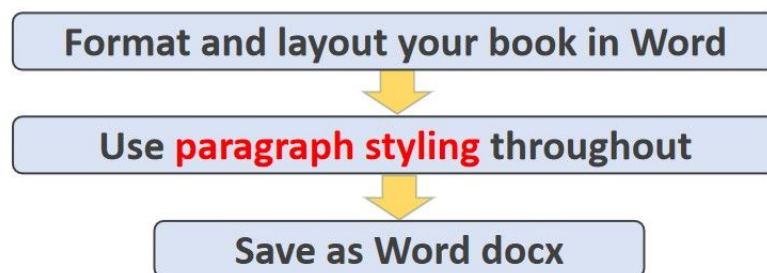 Format and layout your book in Word
Use paragraph styling throughout
Save as Word docx